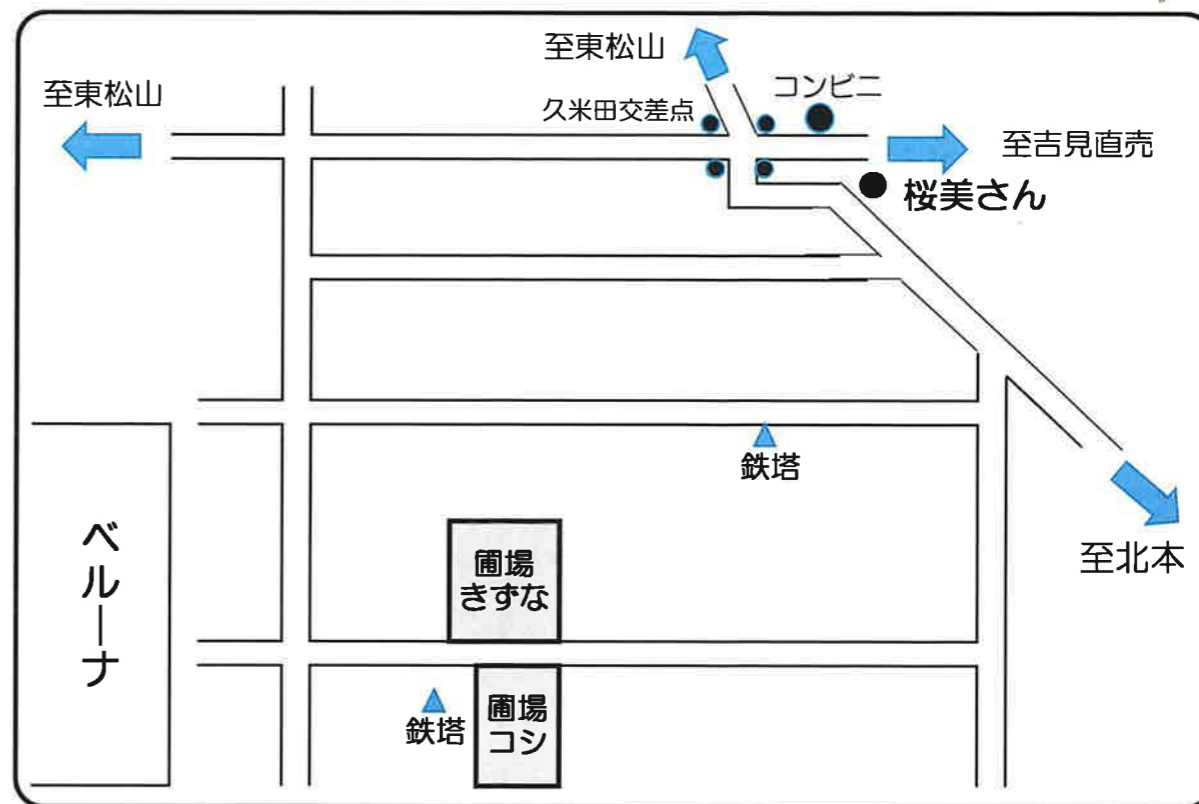 至東松山
至東松山
コンビニ
久米田交差点
至吉見直売
桜美さん
鉄塔
ベルーナ
圃場
きずな
至北本
鉄塔
圃場
コシ